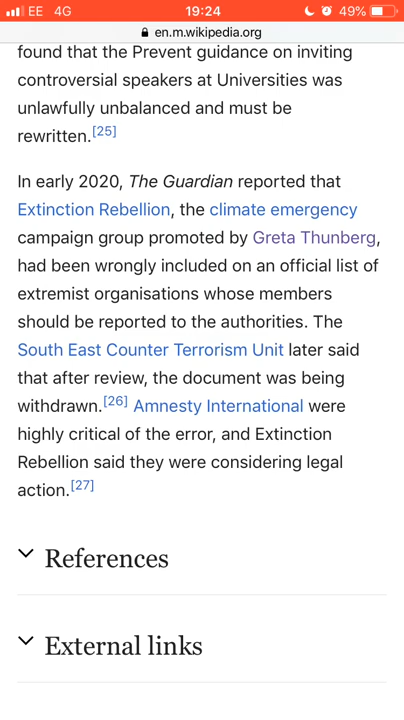 EE 4G 19:24 49%
en.m.wikipedia.org
found that the Prevent guidance on inviting
controversial speakers at Universities was
unlawfully unbalanced and must be
rewritten.[25]
In early 2020, The Guardian reported that
Extinction Rebellion, the climate emergency
campaign group promoted by Greta Thunberg,
had been wrongly included on an official list of
extremist organisations whose members
should be reported to the authorities. The
South East Counter Terrorism Unit later said
that after review, the document was being
withdrawn.[26] Amnesty International were
highly critical of the error, and Extinction
Rebellion said they were considering legal
action.[27]
References
External links